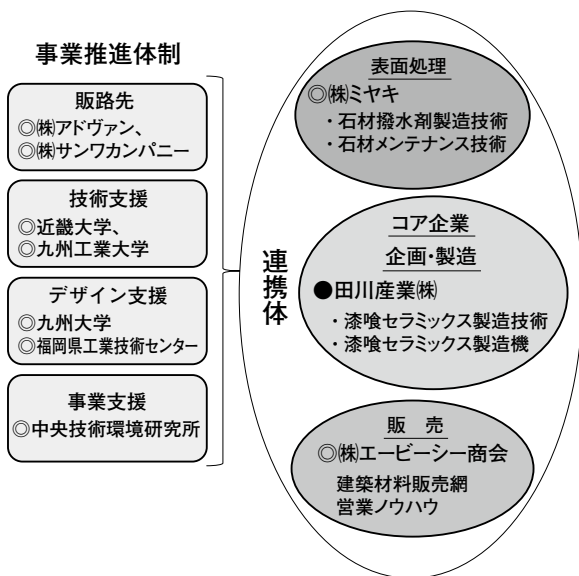 事業推進体制
販路先
◎㈱アドヴァン、
◎㈱サンワカンパニー
技術支援
◎近畿大学、
◎九州工業大学
デザイン支援
◎九州大学
◎福岡県工業技術センター
事業支援
◎中央技術環境研究所
連携体
表面処理
◎㈱ミヤキ
・石材撥水剤製造技術
・石材メンテナンス技術
コア企業
企画・製造
●田川産業㈱
・漆喰セラミックス製造技術
・漆喰セラミックス製造機
販　売
◎㈱エービーシー商会
建築材料販売網
営業ノウハウ